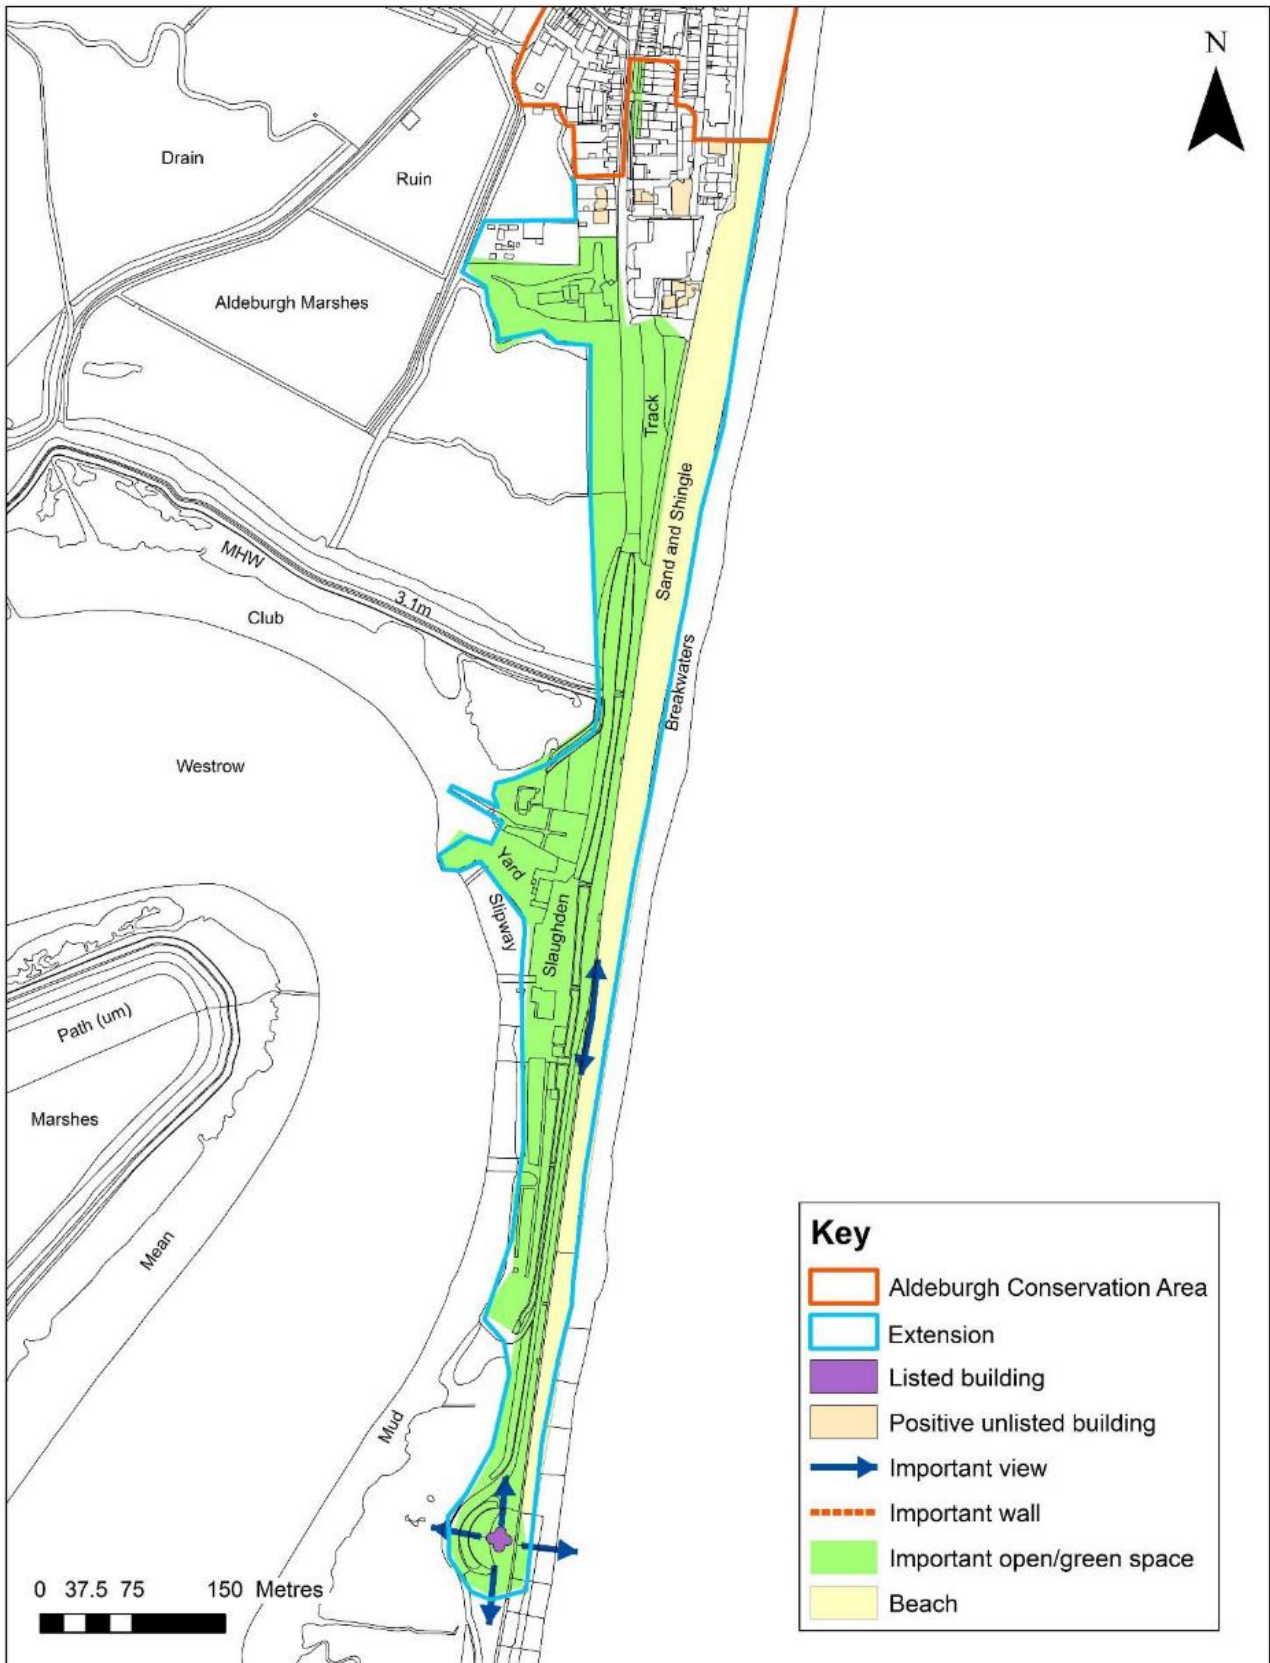 N
Drain
Ruin
Aldeburgh Marshes
Track
Sand and Shingle
MHW
3.1m
Club
Breakwaters
Westrow
Yard
Slipway
Slaughden
Path (um)
Marshes
Mean
Mud
0 37.5 75 150 Metres
Key
Aldeburgh Conservation Area
Extension
Listed building
Positive unlisted building
Important view
Important wall
Important open/green space
Beach